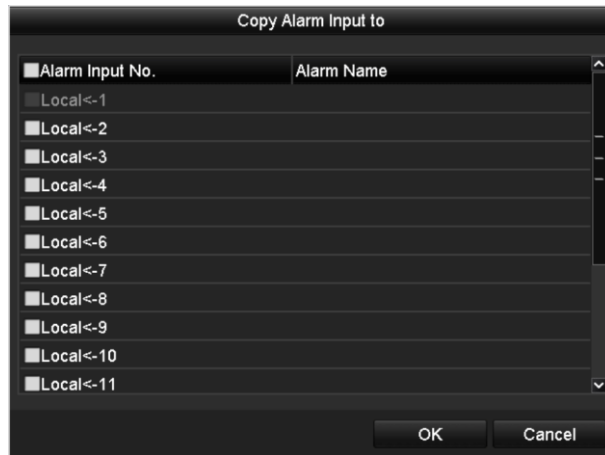 Copy Alarm Input to
Alarm Input No. Alarm Name
Local<-1
Local<-2
Local<-3
Local<-4
Local<-5
Local<-6
Local<-7
Local<-8
Local<-9
Local<-10
Local<-11
OK Cancel